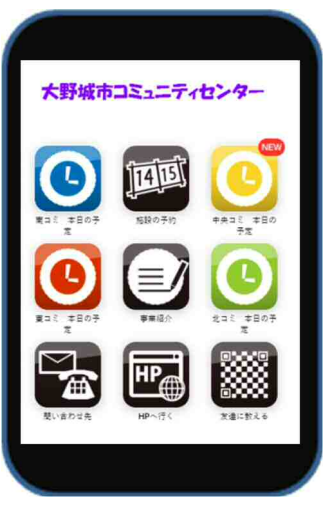 大野城市コミュニティセンター
NEW
南コミ 本日の予
定
14 15
施設の予約
中央コミ 本日の
予定
東コミ 本日の予
定
事業紹介
北コミ 本日の予
定
問い合わせ先
HP
HPへ行く
友達に教える